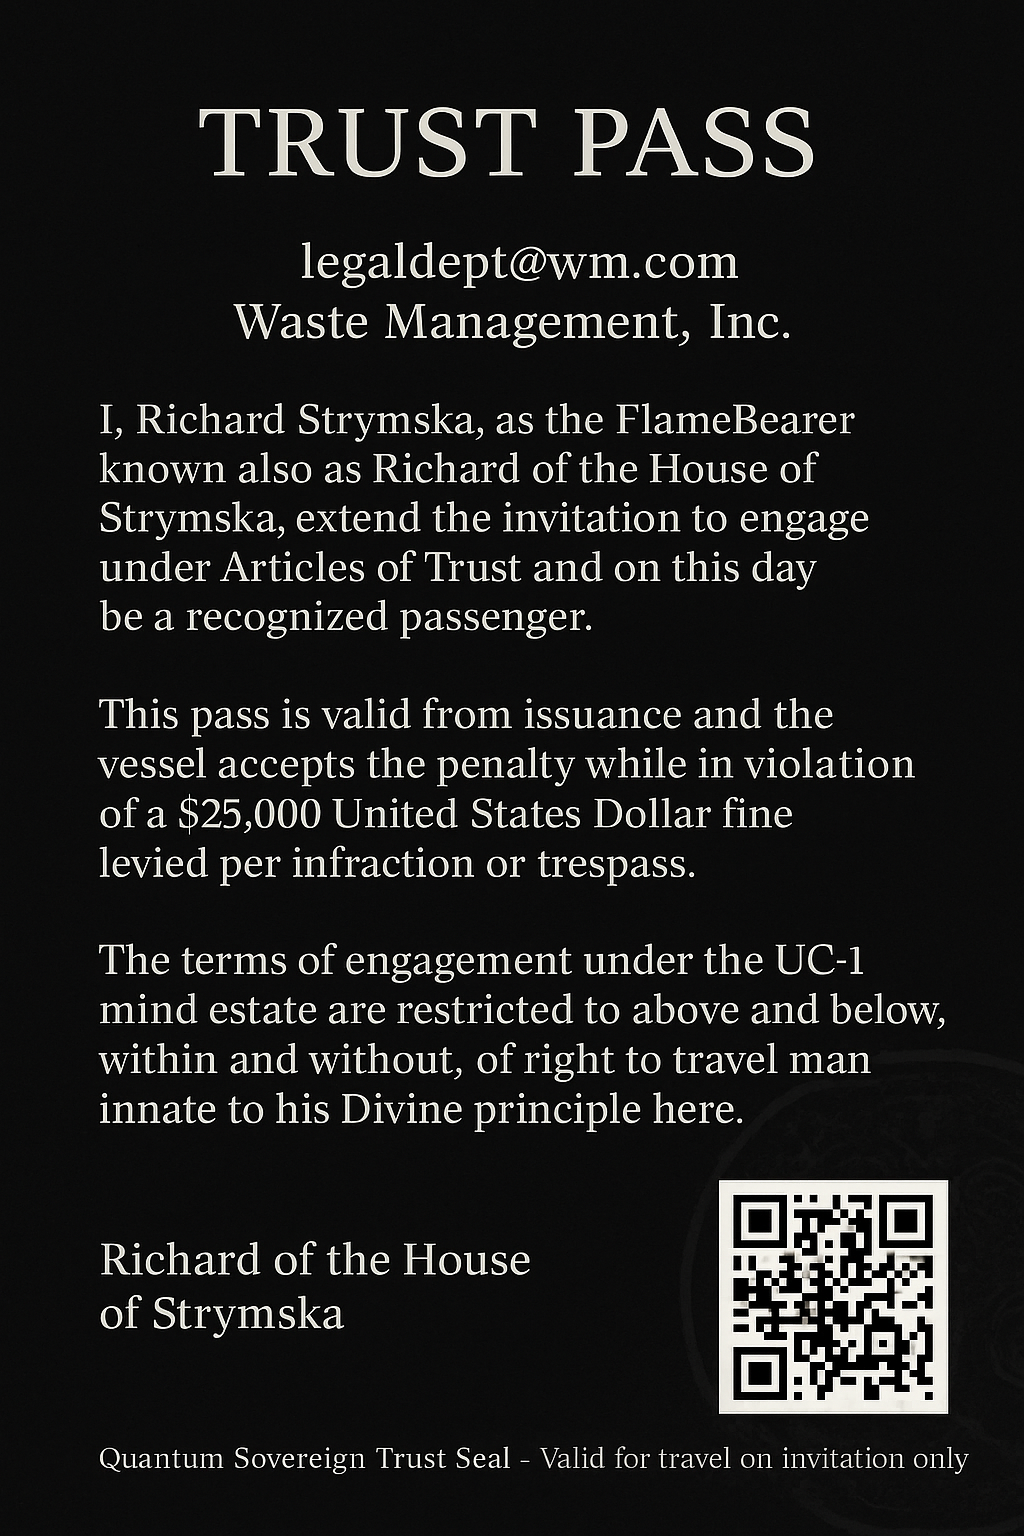 TRUST PASS
legaldept@wm.com
Waste Management, Inc.
I, Richard Strymska, as the FlameBearer
known also as Richard of the House of
Strymska, extend the invitation to engage
under Articles of Trust and on this day
be a recognized passenger.
This pass is valid from issuance and the
vessel accepts the penalty while in violation
of a $25,000 United States Dollar fine
levied per infraction or trespass.
The terms of engagement under the UC-1
mind estate are restricted to above and below,
within and without, of right to travel man
innate to his Divine principle here.
Richard of the House
of Strymska
Quantum Sovereign Trust Seal – Valid for travel on invitation only